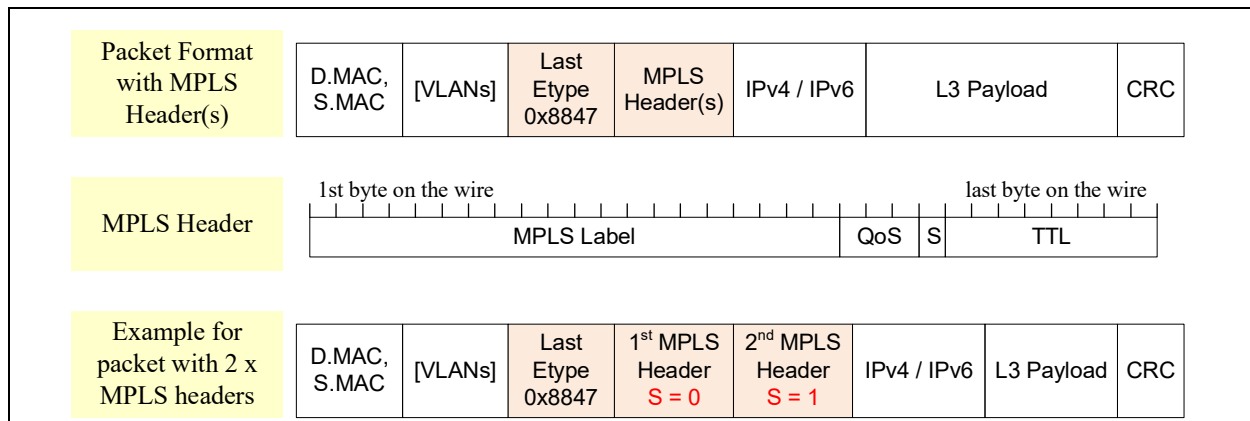 Packet Format
with MPLS
Header(s)
D.MAC,
S.MAC
[VLANs]
Last
Etype
0x8847
MPLS
Header(s)
IPv4 / IPv6
L3 Payload
CRC
MPLS Header
1st byte on the wire
last byte on the wire
MPLS Label
QoS
S
TTL
Example for
packet with 2 x
MPLS headers
D.MAC,
S.MAC
[VLANs]
Last
Etype
0x8847
1st MPLS
Header
S = 0
2nd MPLS
Header
S = 1
IPv4 / IPv6
L3 Payload
CRC